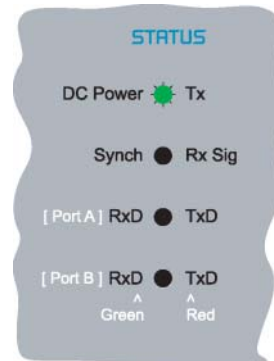 STATUS
DC Power Tx
Synch Rx Sig
[ Port A ] RxD TxD
[ Port B ] RxD TxD
^ ^
Green Red